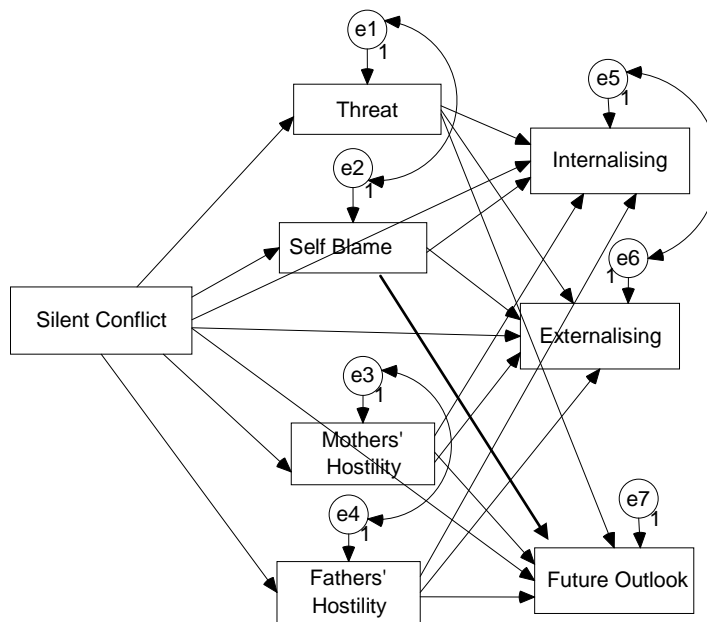 e1
1
Threat
e5
1
Internalising
e2
1
Self Blame
e6
1
Silent Conflict
Externalising
e3
1
Mothers'
Hostility
e4
1
e7
1
Fathers'
Hostility
Future Outlook